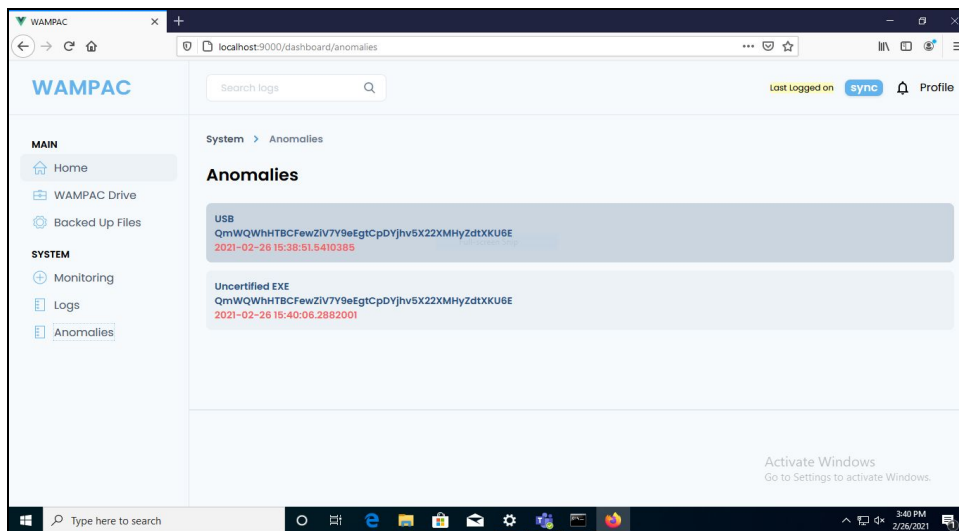 WAMPAC
localhost:9000/dashboard/anomalies
WAMPAC
Search logs
Last Logged on
sync
Profile
MAIN
Home
WAMPAC Drive
Backed Up Files
SYSTEM
Monitoring
Logs
Anomalies
System > Anomalies
Anomalies
USB
QmWQWhHTBCFewZiV7Y9eEgtCpDYjhv5X22XMHyZdtXKU6E
2021-02-26 15:38:51.5410385
Uncertified EXE
QmWQWhHTBCFewZiV7Y9eEgtCpDYjhv5X22XMHyZdtXKU6E
2021-02-26 15:40:06.2882001
Activate Windows
Go to Settings to activate Windows.
Type here to search
3:40 PM
2/26/2021